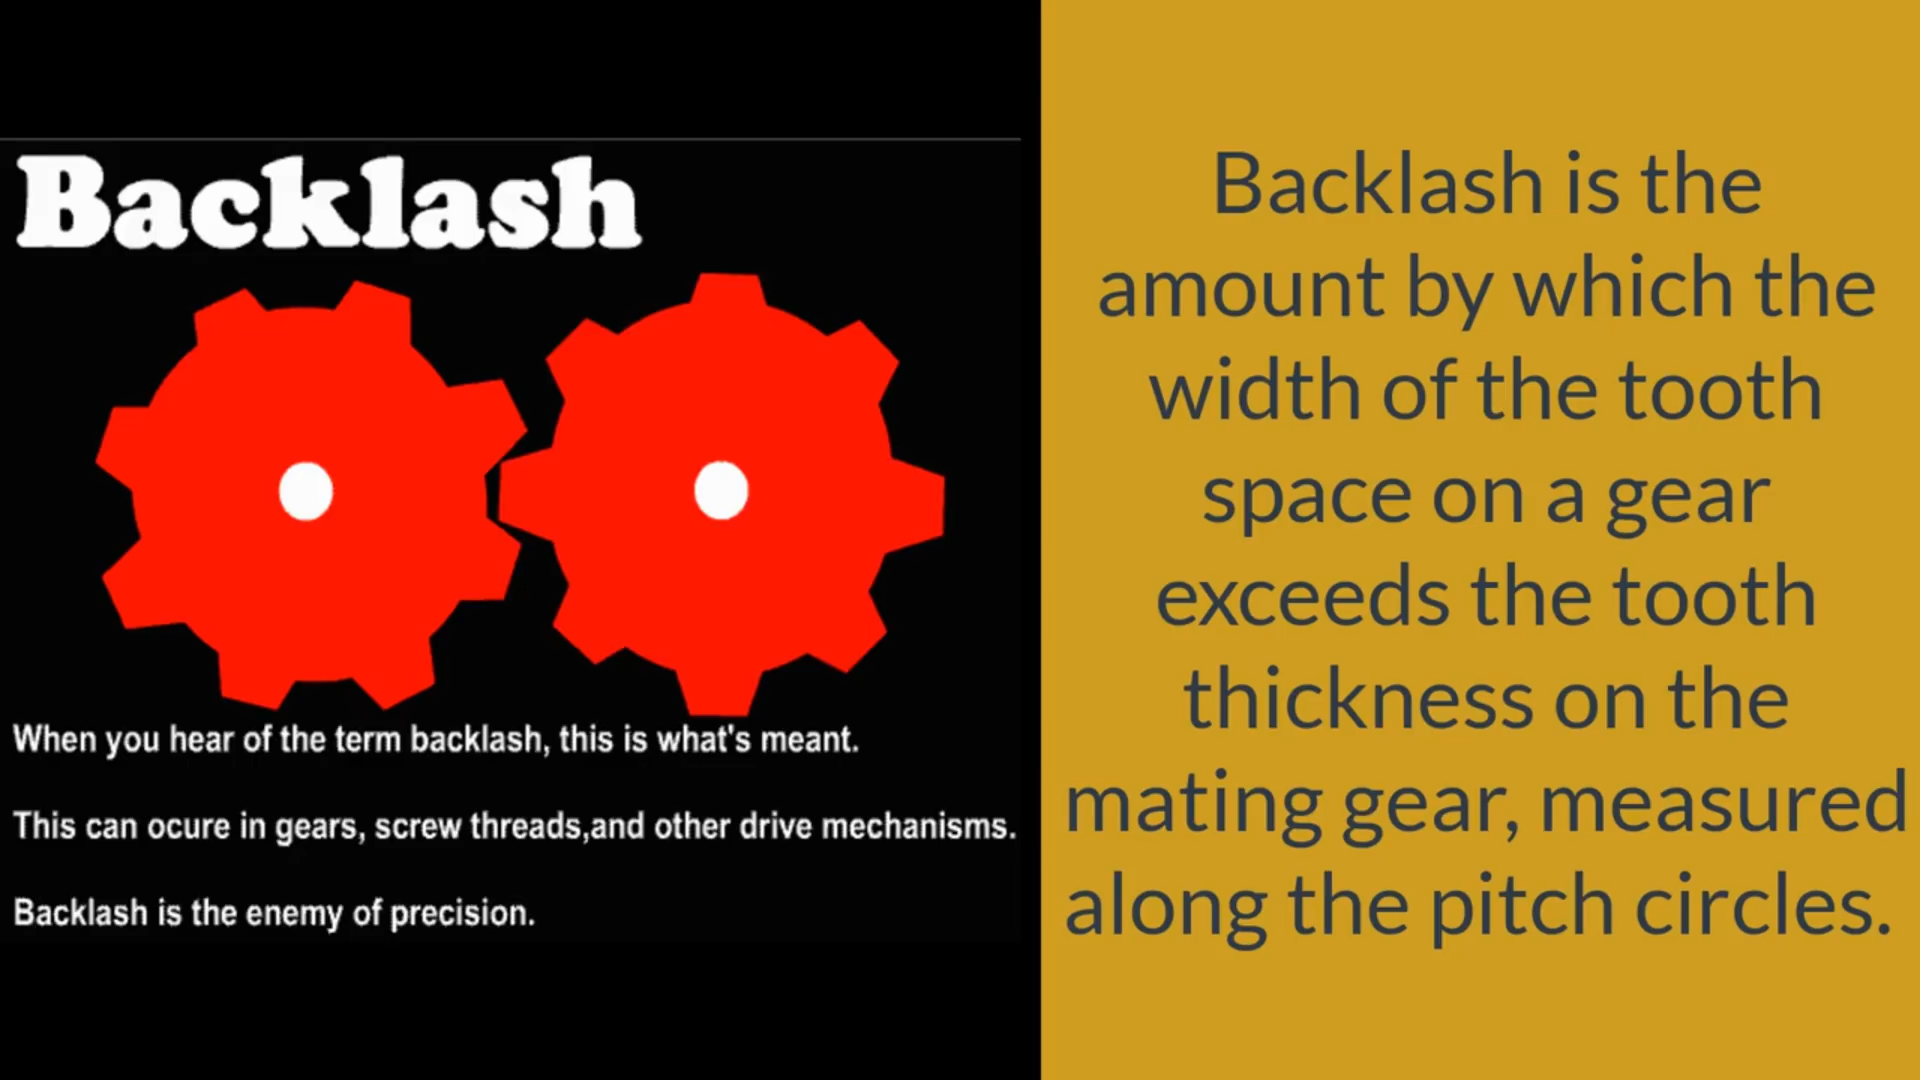 Backlash
When you hear of the term backlash, this is what's meant.
This can ocure in gears, screw threads,and other drive mechanisms.
Backlash is the enemy of precision.
Backlash is the
amount by which the
width of the tooth
space on a gear
exceeds the tooth
thickness on the
mating gear, measured
along the pitch circles.